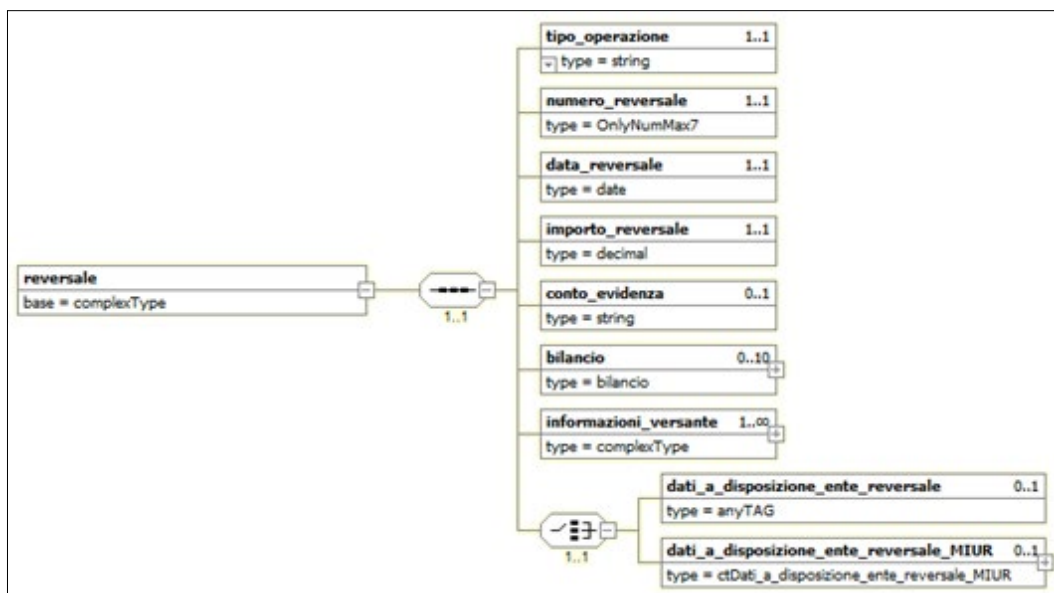 tipo_operazione 1..1
type = string
numero_reversale 1..1
type = OnlyNumMax7
data_reversale 1..1
type = date
importo_reversale 1..1
type = decimal
reversale
base = complexType
1..1
conto_evidenza 0..1
type = string
bilancio 0..10
type = bilancio
informazioni_versante 1..∞
type = complexType
dati_a_disposizione_ente_reversale 0..1
type = anyTAG
1..1
dati_a_disposizione_ente_reversale_MIUR 0..1
type = ctDati_a_disposizione_ente_reversale_MIUR